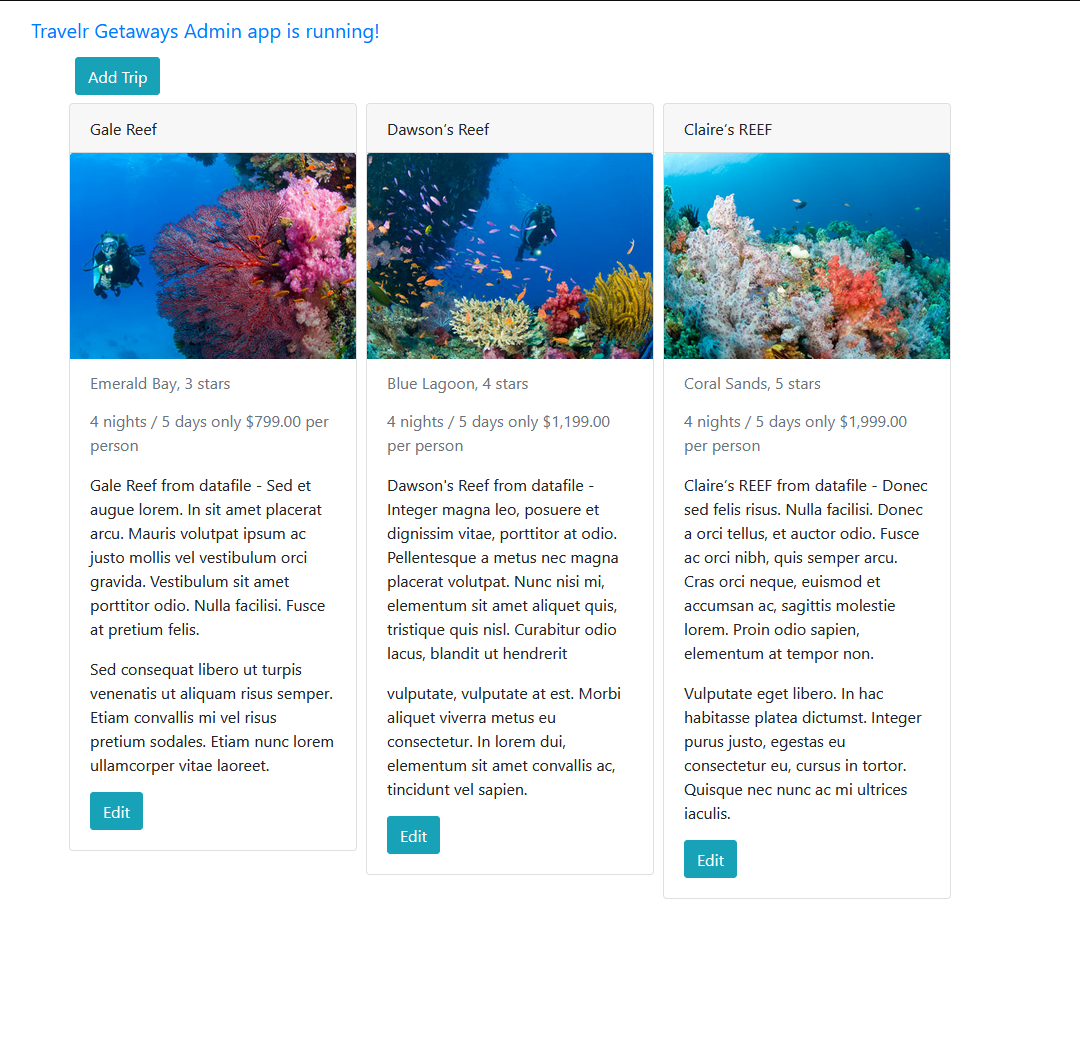 Travelr Getaways Admin app is running!
Add Trip
Gale Reef
Emerald Bay, 3 stars
4 nights / 5 days only $799.00 per
person
Gale Reef from datafile - Sed et
augue lorem. In sit amet placerat
arcu. Mauris volutpat ipsum ac
justo mollis vel vestibulum orci
gravida. Vestibulum sit amet
porttitor odio. Nulla facilisi. Fusce
at pretium felis.
Sed consequat libero ut turpis
venenatis ut aliquam risus semper.
Etiam convallis mi vel risus
pretium sodales. Etiam nunc lorem
ullamcorper vitae laoreet.
Edit
Dawson’s Reef
Blue Lagoon, 4 stars
4 nights / 5 days only $1,199.00
per person
Dawson's Reef from datafile -
Integer magna leo, posuere et
dignissim vitae, porttitor at odio.
Pellentesque a metus nec magna
placerat volutpat. Nunc nisi mi,
elementum sit amet aliquet quis,
tristique quis nisl. Curabitur odio
lacus, blandit ut hendrerit
vulputate, vulputate at est. Morbi
aliquet viverra metus eu
consectetur. In lorem dui,
elementum sit amet convallis ac,
tincidunt vel sapien.
Edit
Claire’s REEF
Coral Sands, 5 stars
4 nights / 5 days only $1,999.00
per person
Claire’s REEF from datafile - Donec
sed felis risus. Nulla facilisi. Donec
a orci tellus, et auctor odio. Fusce
ac orci nibh, quis semper arcu.
Cras orci neque, euismod et
accumsan ac, sagittis molestie
lorem. Proin odio sapien,
elementum at tempor non.
Vulputate eget libero. In hac
habitasse platea dictumst. Integer
purus justo, egestas eu
consectetur eu, cursus in tortor.
Quisque nec nunc ac mi ultrices
iaculis.
Edit